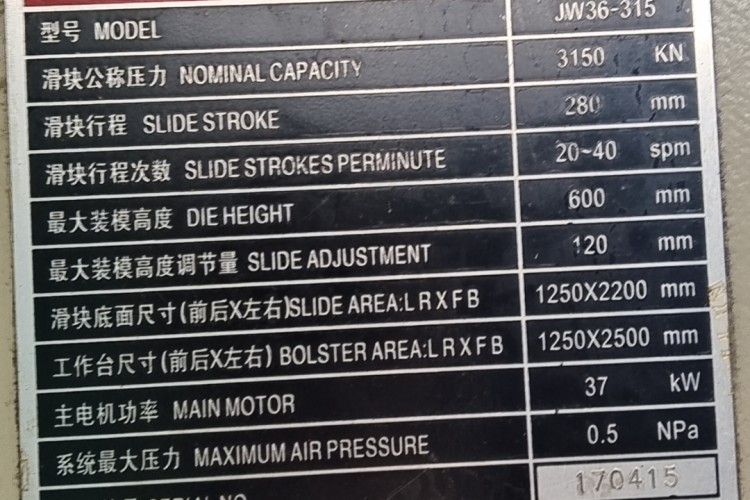 型号 MODEL JW36-315
滑块公称压力 NOMINAL CAPACITY 3150 KN
滑块行程 SLIDE STROKE 280 mm
滑块行程次数 SLIDE STROKES PERMINUTE 20~40 spm
最大装模高度 DIE HEIGHT 600 mm
最大装模高度调节量 SLIDE ADJUSTMENT 120 mm
滑块底面尺寸(前后X左右)SLIDE AREA:L R X F B 1250X2200 mm
工作台尺寸(前后X左右) BOLSTER AREA:L R X F B 1250X2500 mm
主电机功率 MAIN MOTOR 37 kW
系统最大压力 MAXIMUM AIR PRESSURE 0.5 NPa
SERIAL NO 170415